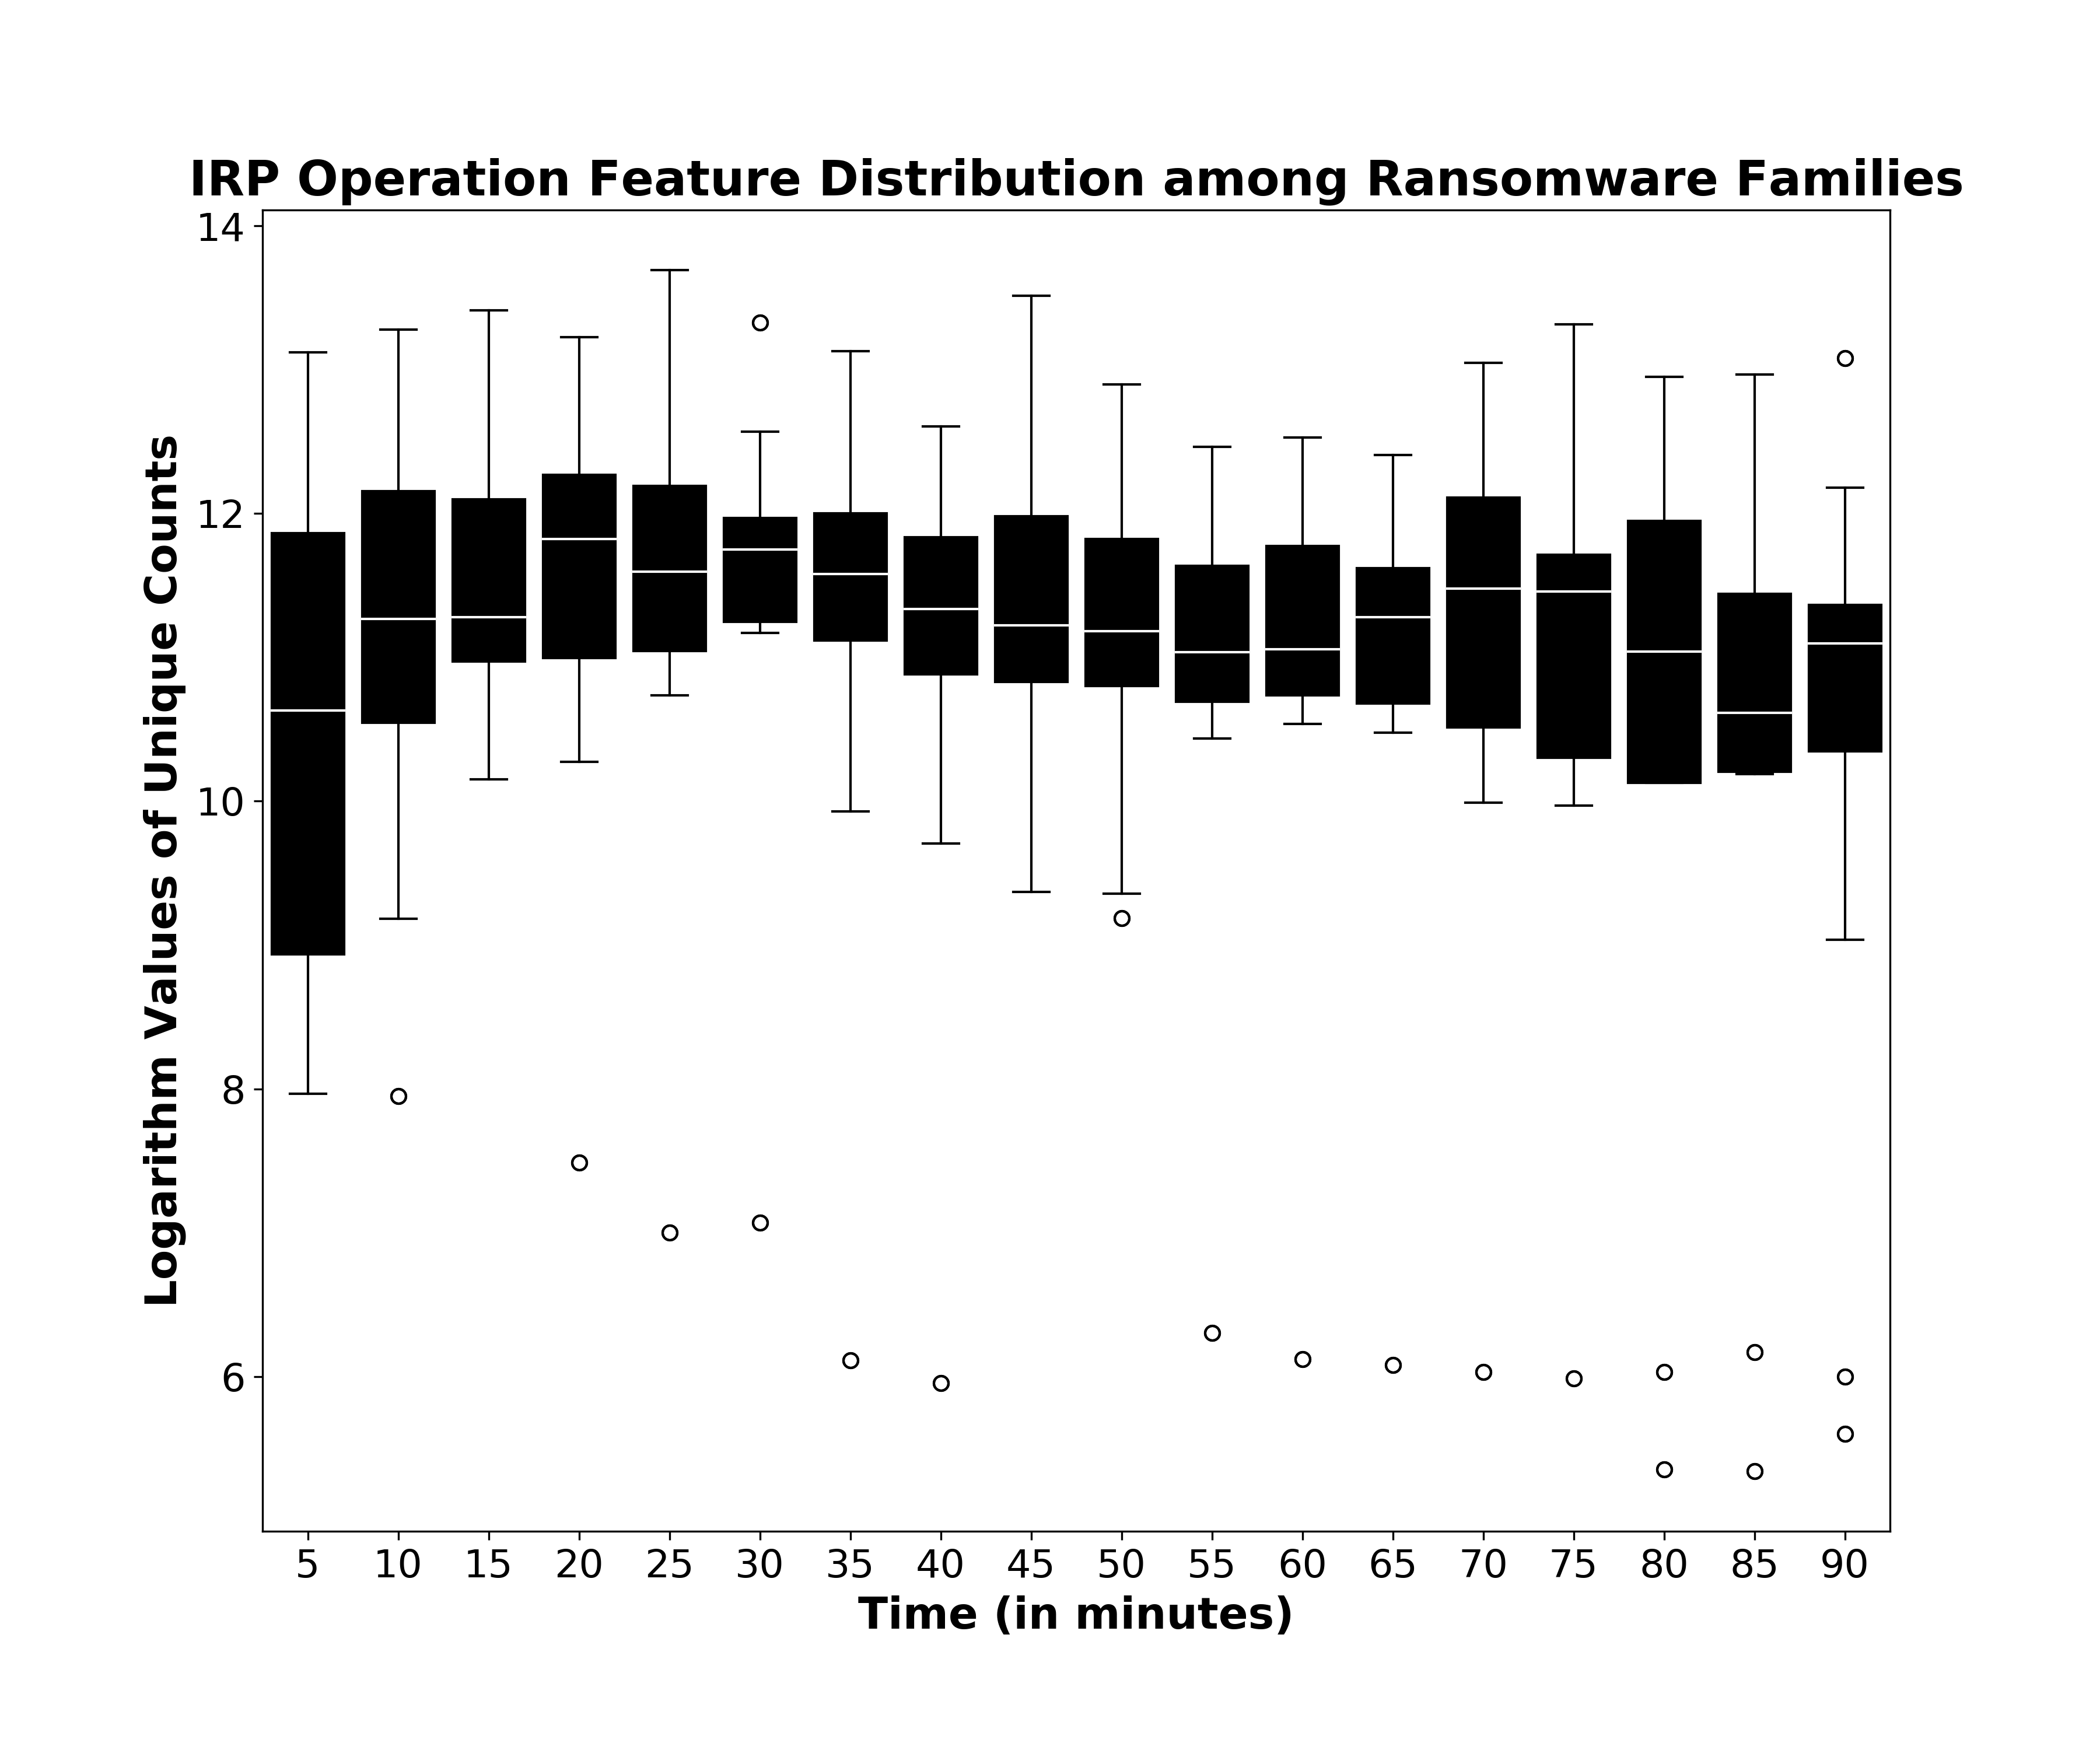 IRP Operation Feature Distribution among Ransomware Families
Logarithm Values of Unique Counts
14
12
10
8
6
5 10 15 20 25 30 35 40 45 50 55 60 65 70 75 80 85 90
Time (in minutes)